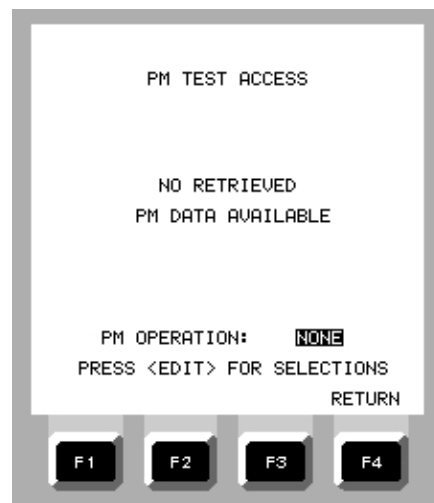 PM TEST ACCESS
NO RETRIEVED
PM DATA AVAILABLE
PM OPERATION: NONE
PRESS <EDIT> FOR SELECTIONS
RETURN
F1 F2 F3 F4